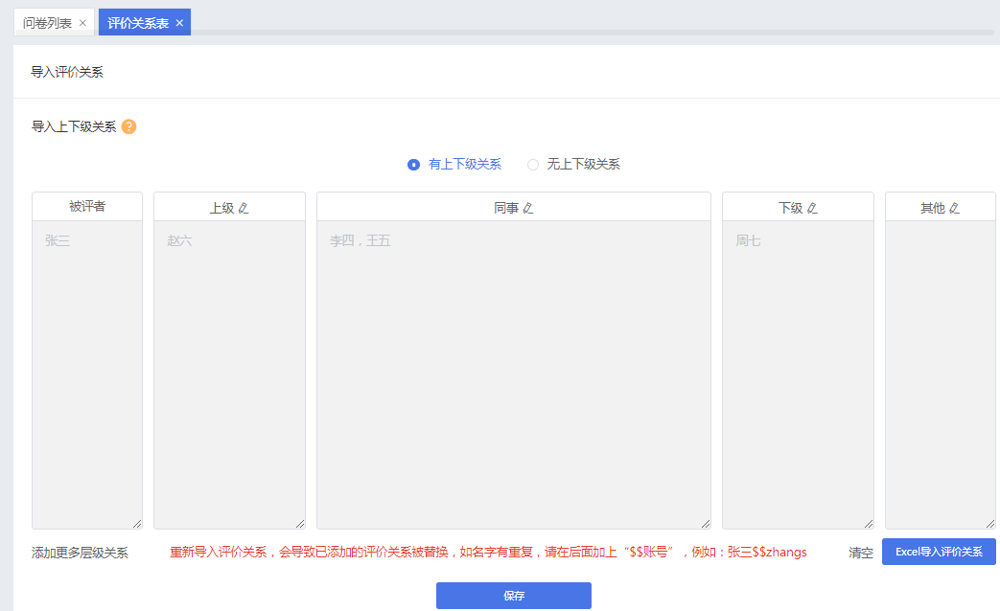 问卷列表 × 评价关系表 ×
导入评价关系
导入上下级关系 ?
有上下级关系 无上下级关系
被评者 上级 同事 下级 其他
张三 赵六 李四，王五 周七
添加更多层级关系 重新导入评价关系，会导致已添加的评价关系被替换，如名字有重复，请在后面加上“$$账号”，例如：张三$$zhangs 清空 Excel导入评价关系
保存